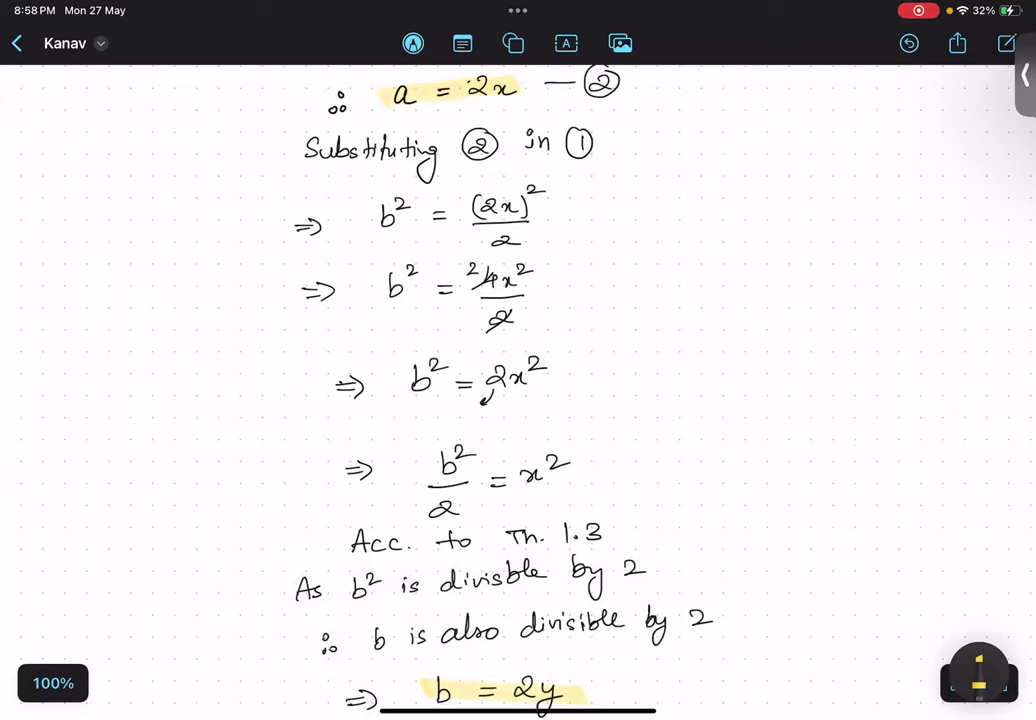 8:58 PM Mon 27 May
32%
Kanav
∴ a = 2x — ②
Substituting ② in ①
⇒ b² = (2x)²/2
⇒ b² = ²4x²/2
⇒ b² = 2x²
⇒ b²/2 = x²
Acc. to Th. 1.3
As b² is divisble by 2
∴ b is also divisible by 2
100%
⇒ b = 2y